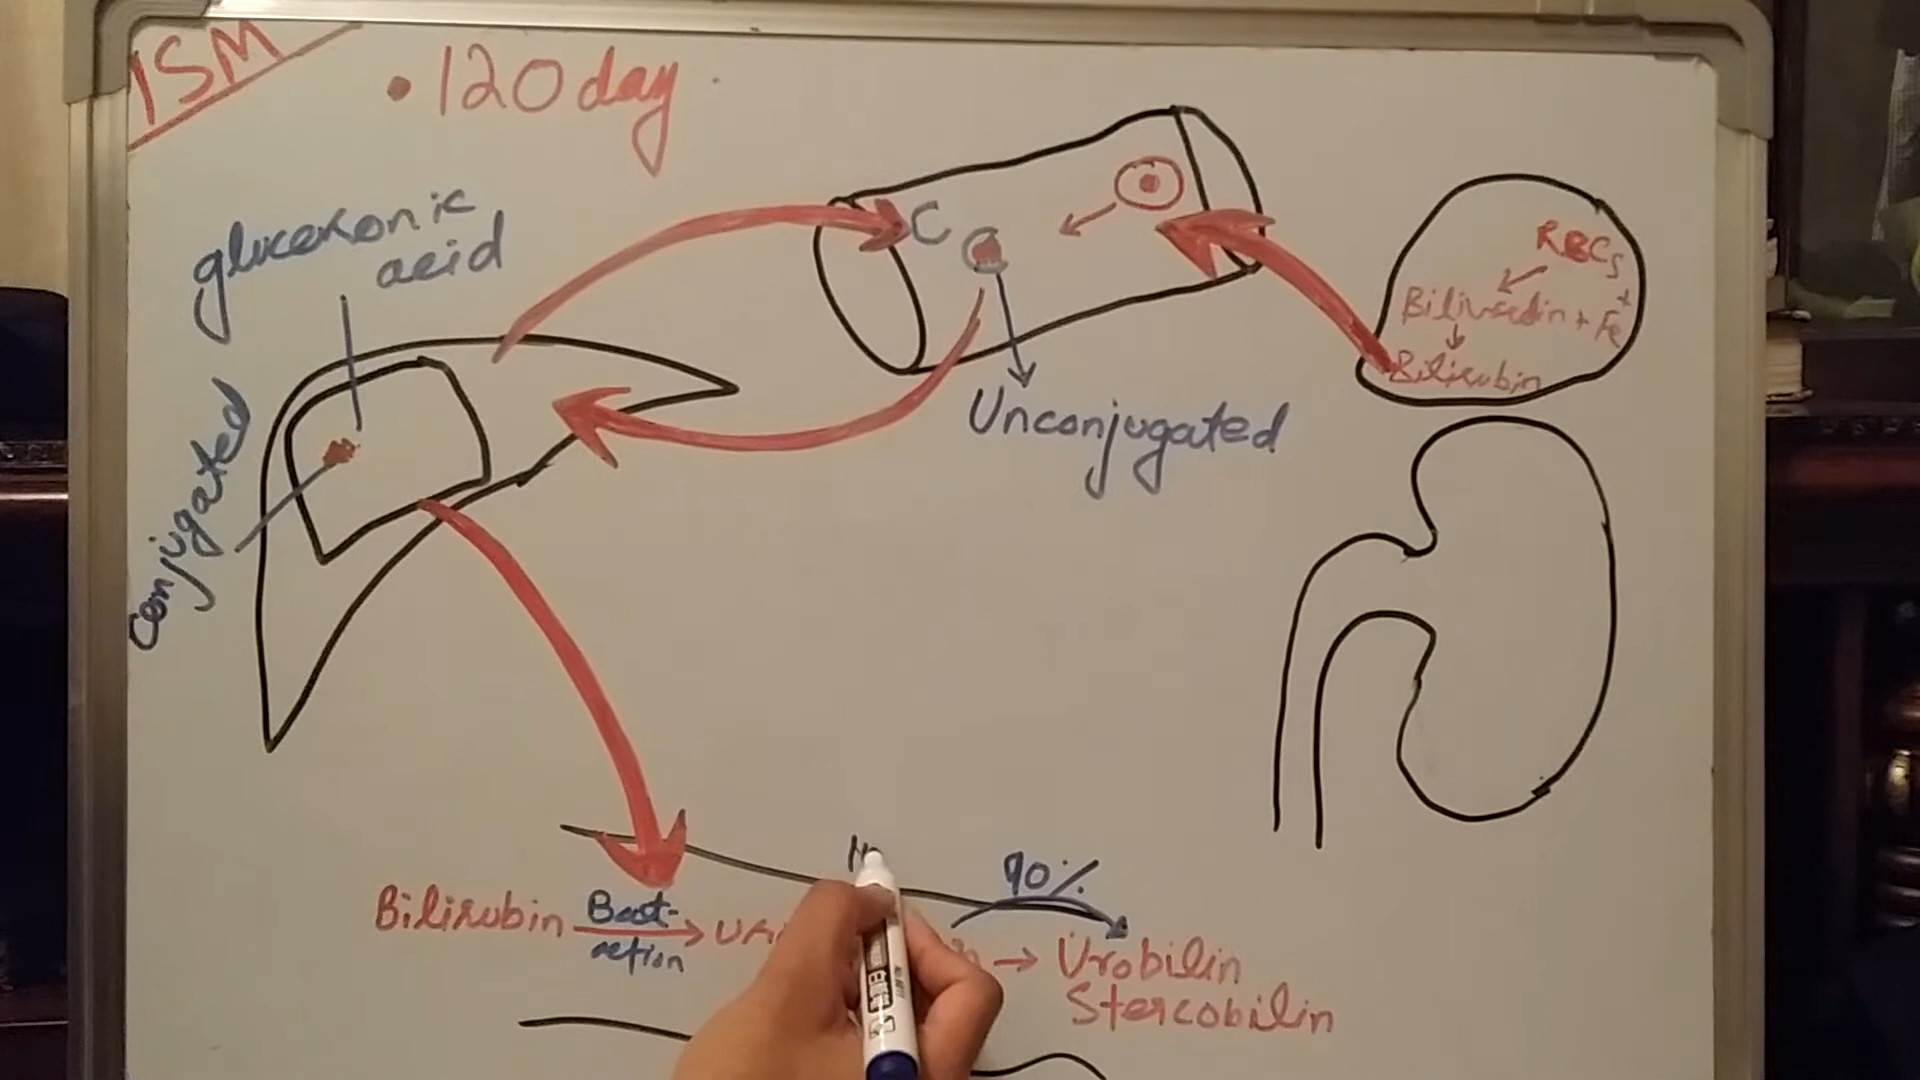 ISM
• 120 day
glucoronic
acid
conjugated
C
C
Unconjugated
RBCs
Biliverdin + Fe+
Bilirubin
90%
Bilirubin Bact- action → → Urobilin
Stercobilin